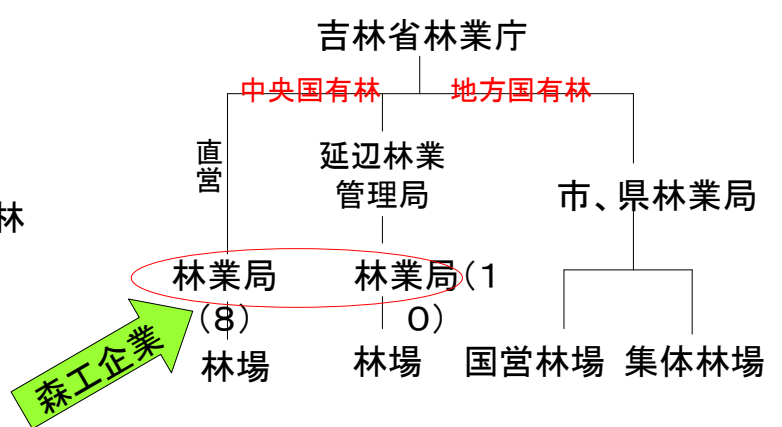 吉林省林業庁
中央国有林
地方国有林
直営
延辺林業
管理局
市、県林業局
林
林業局
(8)
林業局(1
0)
森工企業
林場
林場
国営林場
集体林場